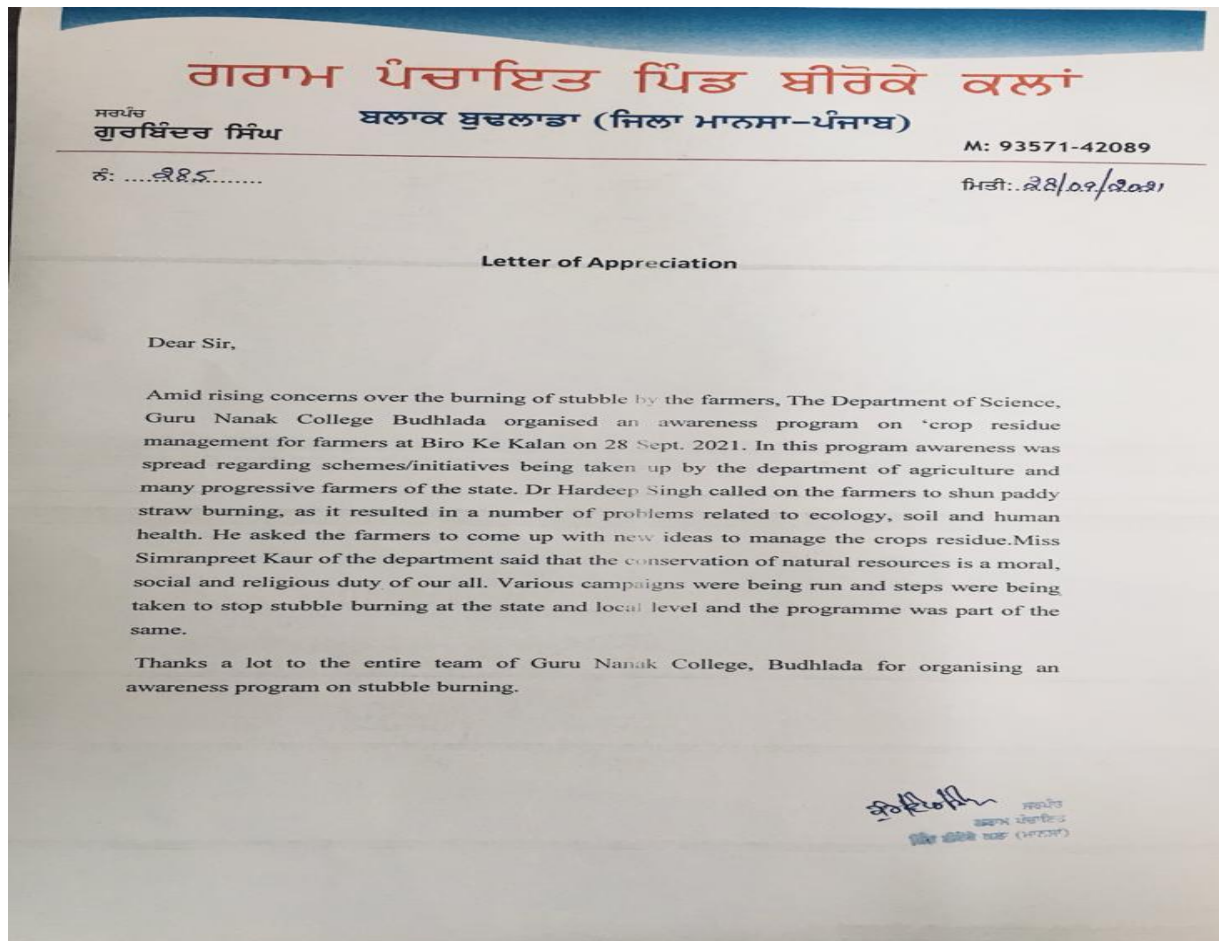 ਗਰਾਮ ਪੰਚਾਇਤ ਪਿੰਡ ਬੀਰੋਕੇ ਕਲਾਂ
ਸਰਪੰਚ
ਗੁਰਬਿੰਦਰ ਸਿੰਘ
ਬਲਾਕ ਬੁਢਲਾਡਾ (ਜਿਲਾ ਮਾਨਸਾ-ਪੰਜਾਬ)
M: 93571-42089
ਨੰ: ....285........
ਮਿਤੀ:.28/09/2021
Letter of Appreciation
Dear Sir,
Amid rising concerns over the burning of stubble by the farmers, The Department of Science,
Guru Nanak College Budhlada organised an awareness program on 'crop residue
management for farmers at Biro Ke Kalan on 28 Sept. 2021. In this program awareness was
spread regarding schemes/initiatives being taken up by the department of agriculture and
many progressive farmers of the state. Dr Hardeep Singh called on the farmers to shun paddy
straw burning, as it resulted in a number of problems related to ecology, soil and human
health. He asked the farmers to come up with new ideas to manage the crops residue.Miss
Simranpreet Kaur of the department said that the conservation of natural resources is a moral,
social and religious duty of our all. Various campaigns were being run and steps were being
taken to stop stubble burning at the state and local level and the programme was part of the
same.
Thanks a lot to the entire team of Guru Nanak College, Budhlada for organising an
awareness program on stubble burning.
ਸਰਪੰਚ
ਗਰਾਮ ਪੰਚਾਇਤ
ਪਿੰਡ ਬੀਰੋਕੇ ਕਲਾਂ (ਮਾਨਸਾ)